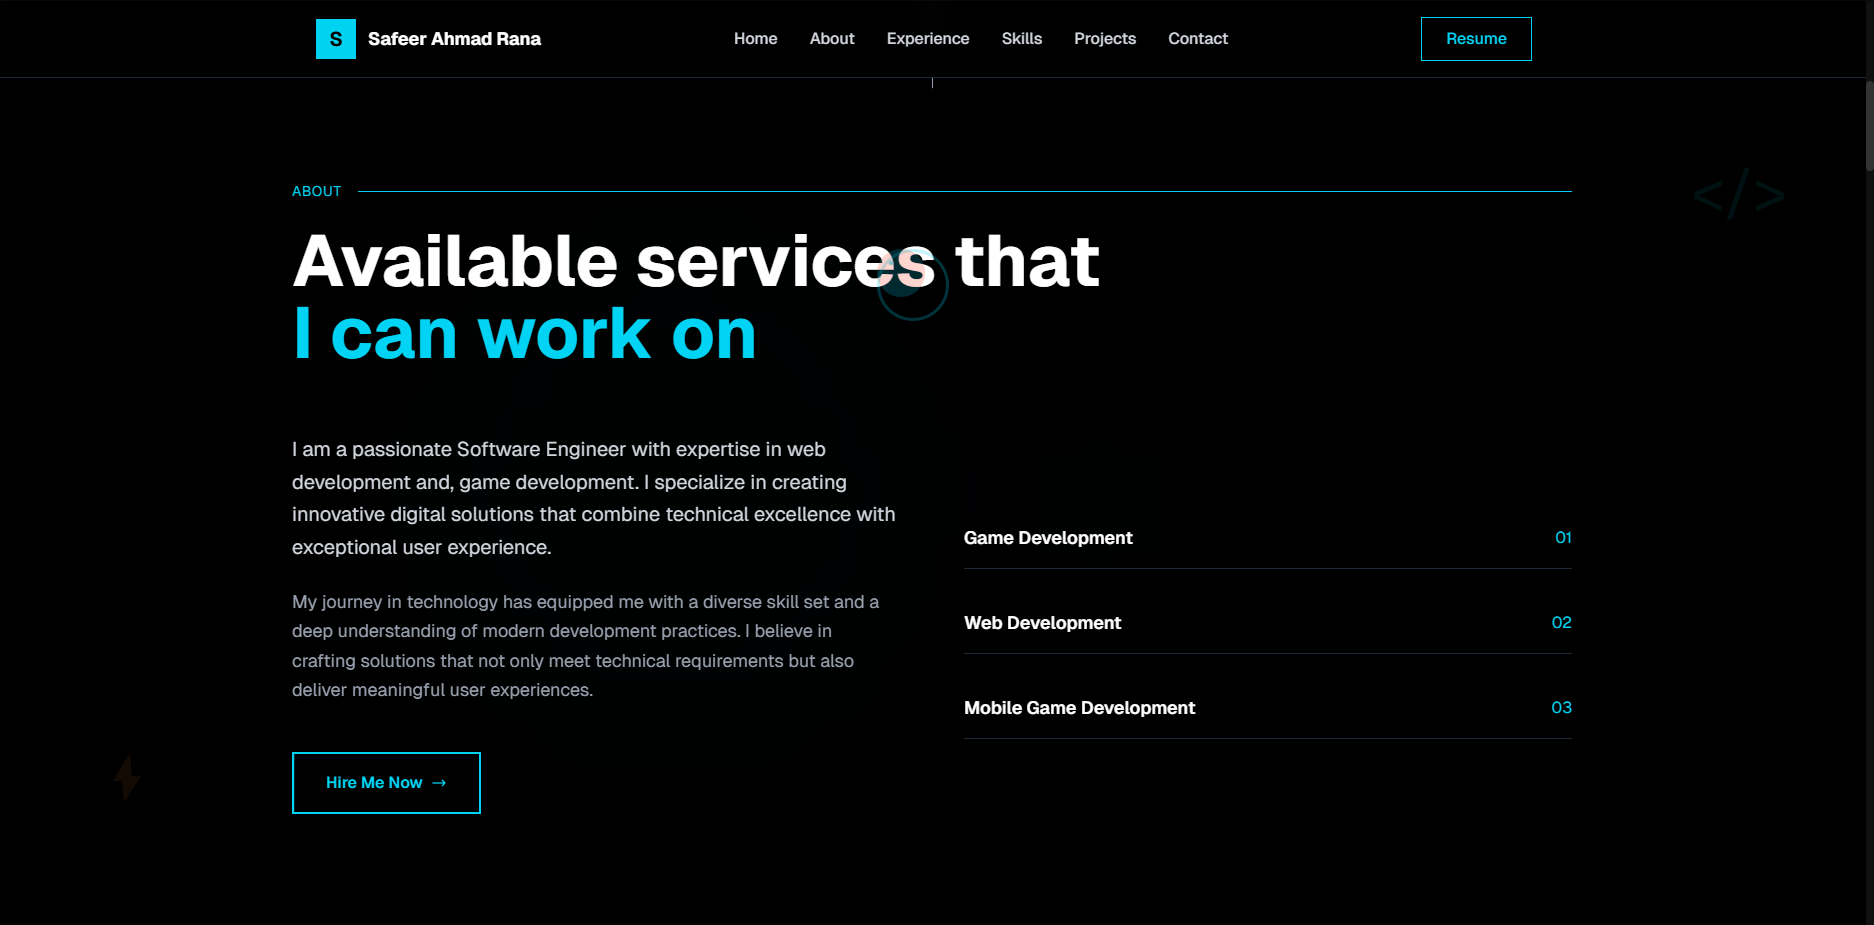 S Safeer Ahmad Rana Home About Experience Skills Projects Contact Resume
ABOUT
</>
Available services that
I can work on
I am a passionate Software Engineer with expertise in web
development and, game development. I specialize in creating
innovative digital solutions that combine technical excellence with
exceptional user experience.
My journey in technology has equipped me with a diverse skill set and a
deep understanding of modern development practices. I believe in
crafting solutions that not only meet technical requirements but also
deliver meaningful user experiences.
Hire Me Now →
Game Development 01
Web Development 02
Mobile Game Development 03